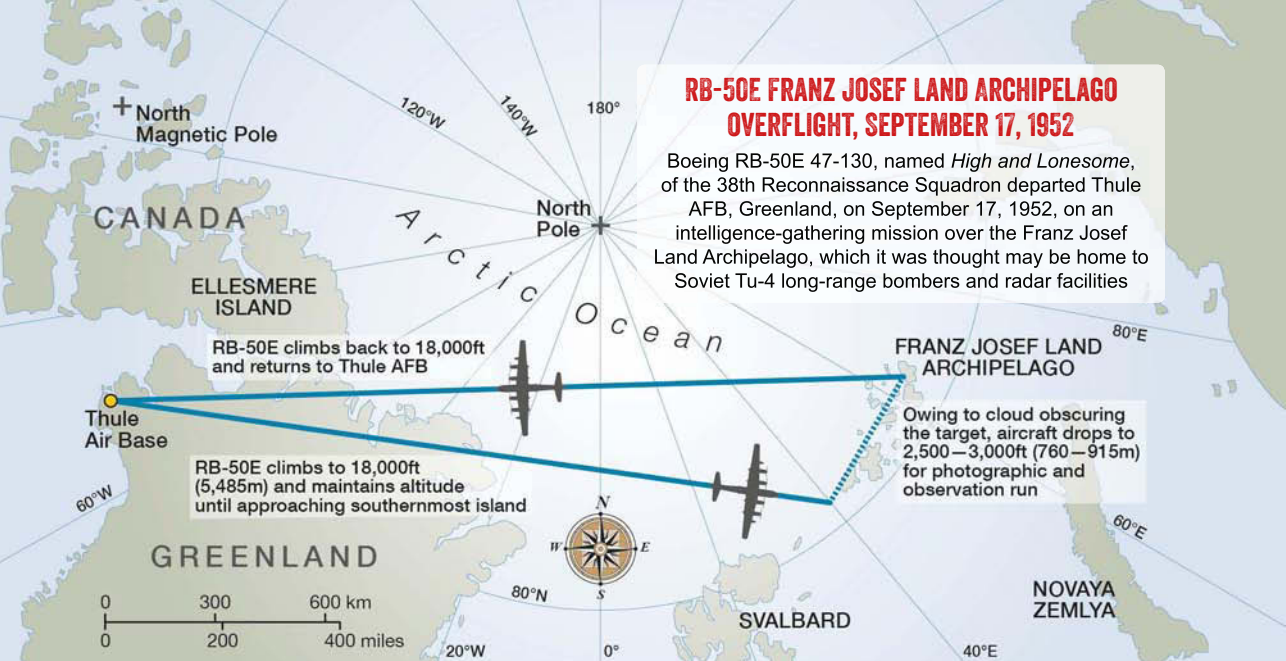 RB-50E FRANZ JOSEF LAND ARCHIPELAGO
OVERFLIGHT, SEPTEMBER 17, 1952
Boeing RB-50E 47-130, named High and Lonesome,
of the 38th Reconnaissance Squadron departed Thule
AFB, Greenland, on September 17, 1952, on an
intelligence-gathering mission over the Franz Josef
Land Archipelago, which it was thought may be home to
Soviet Tu-4 long-range bombers and radar facilities
120°W
140°W
180°
North
Magnetic Pole
CANADA
North
Pole
Arctic Ocean
ELLESMERE
ISLAND
80°E
RB-50E climbs back to 18,000ft
and returns to Thule AFB
FRANZ JOSEF LAND
ARCHIPELAGO
Thule
Air Base
Owing to cloud obscuring
the target, aircraft drops to
2,500—3,000ft (760—915m)
for photographic and
observation run
RB-50E climbs to 18,000ft
(5,485m) and maintains altitude
until approaching southernmost island
60°W
60°E
N
W
E
S
GREENLAND
80°N
NOVAYA
ZEMLYA
0 300 600 km
0 200 400 miles
SVALBARD
20°W
0°
40°E